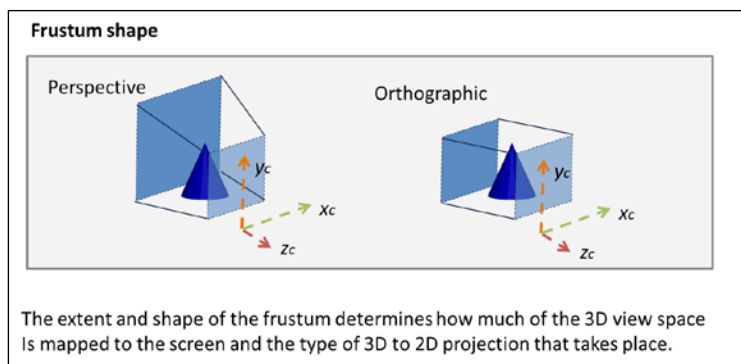 Frustum shape
Perspective
Orthographic
yc
xc
zc
yc
xc
zc
The extent and shape of the frustum determines how much of the 3D view space
Is mapped to the screen and the type of 3D to 2D projection that takes place.